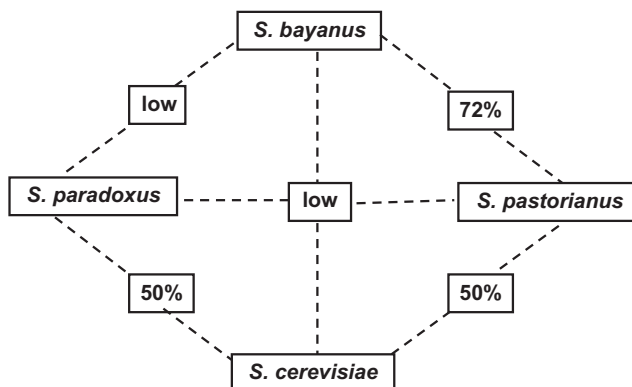 S. bayanus
low
72%
S. paradoxus
low
S. pastorianus
50%
50%
S. cerevisiae